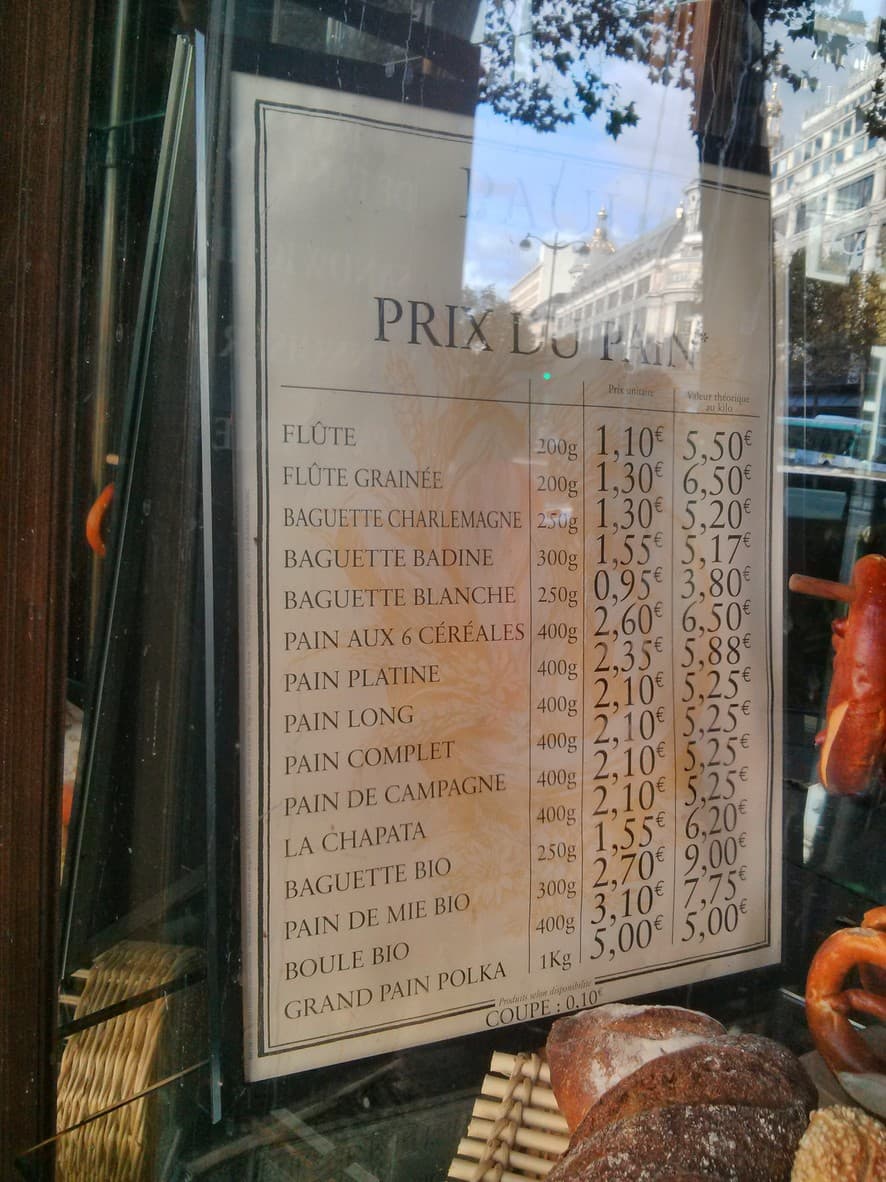 PRIX DU PAIN*
Prix unitaire Valeur théorique au kilo
FLÛTE 200g 1,10€ 5,50€
FLÛTE GRAINÉE 200g 1,30€ 6,50€
BAGUETTE CHARLEMAGNE 250g 1,30€ 5,20€
BAGUETTE BADINE 300g 1,55€ 5,17€
BAGUETTE BLANCHE 250g 0,95€ 3,80€
PAIN AUX 6 CÉRÉALES 400g 2,60€ 6,50€
PAIN PLATINE 400g 2,35€ 5,88€
PAIN LONG 400g 2,10€ 5,25€
PAIN COMPLET 400g 2,10€ 5,25€
PAIN DE CAMPAGNE 400g 2,10€ 5,25€
LA CHAPATA 400g 2,10€ 5,25€
BAGUETTE BIO 250g 1,55€ 6,20€
PAIN DE MIE BIO 300g 2,70€ 9,00€
BOULE BIO 400g 3,10€ 7,75€
GRAND PAIN POLKA 1Kg 5,00€ 5,00€
Produits selon disponibilité
COUPE : 0,10€